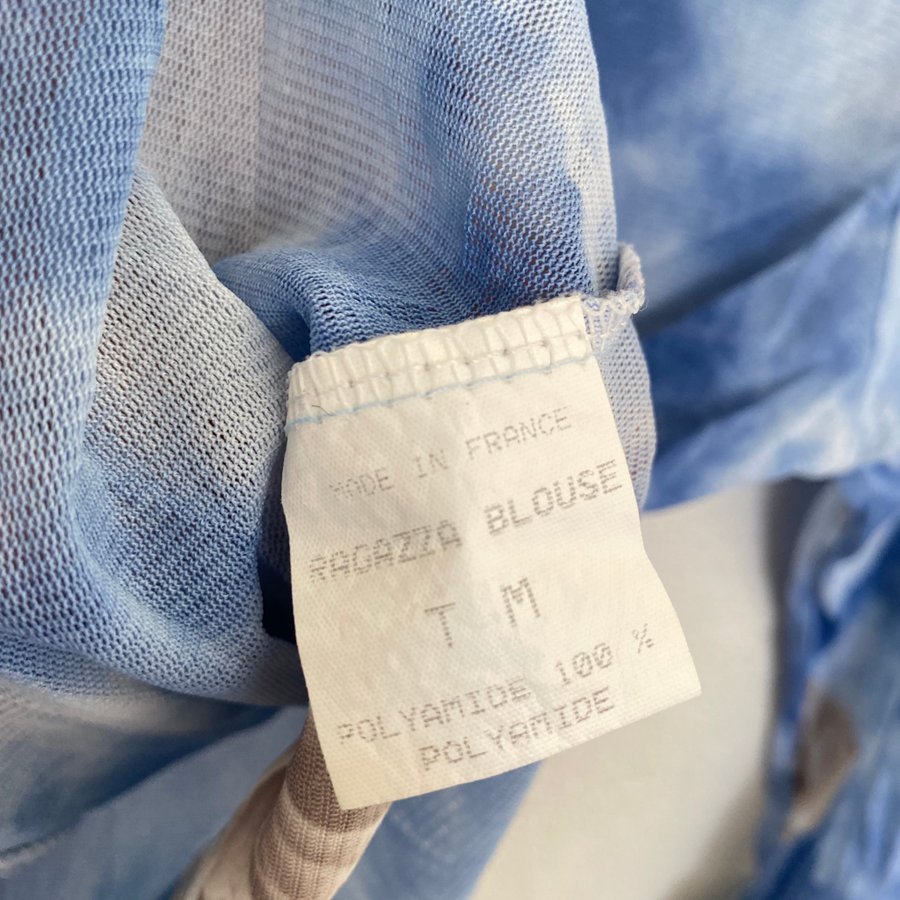 MADE IN FRANCE
RAGAZZA BLOUSE
T M
POLYAMIDE 100 %
POLYAMIDE